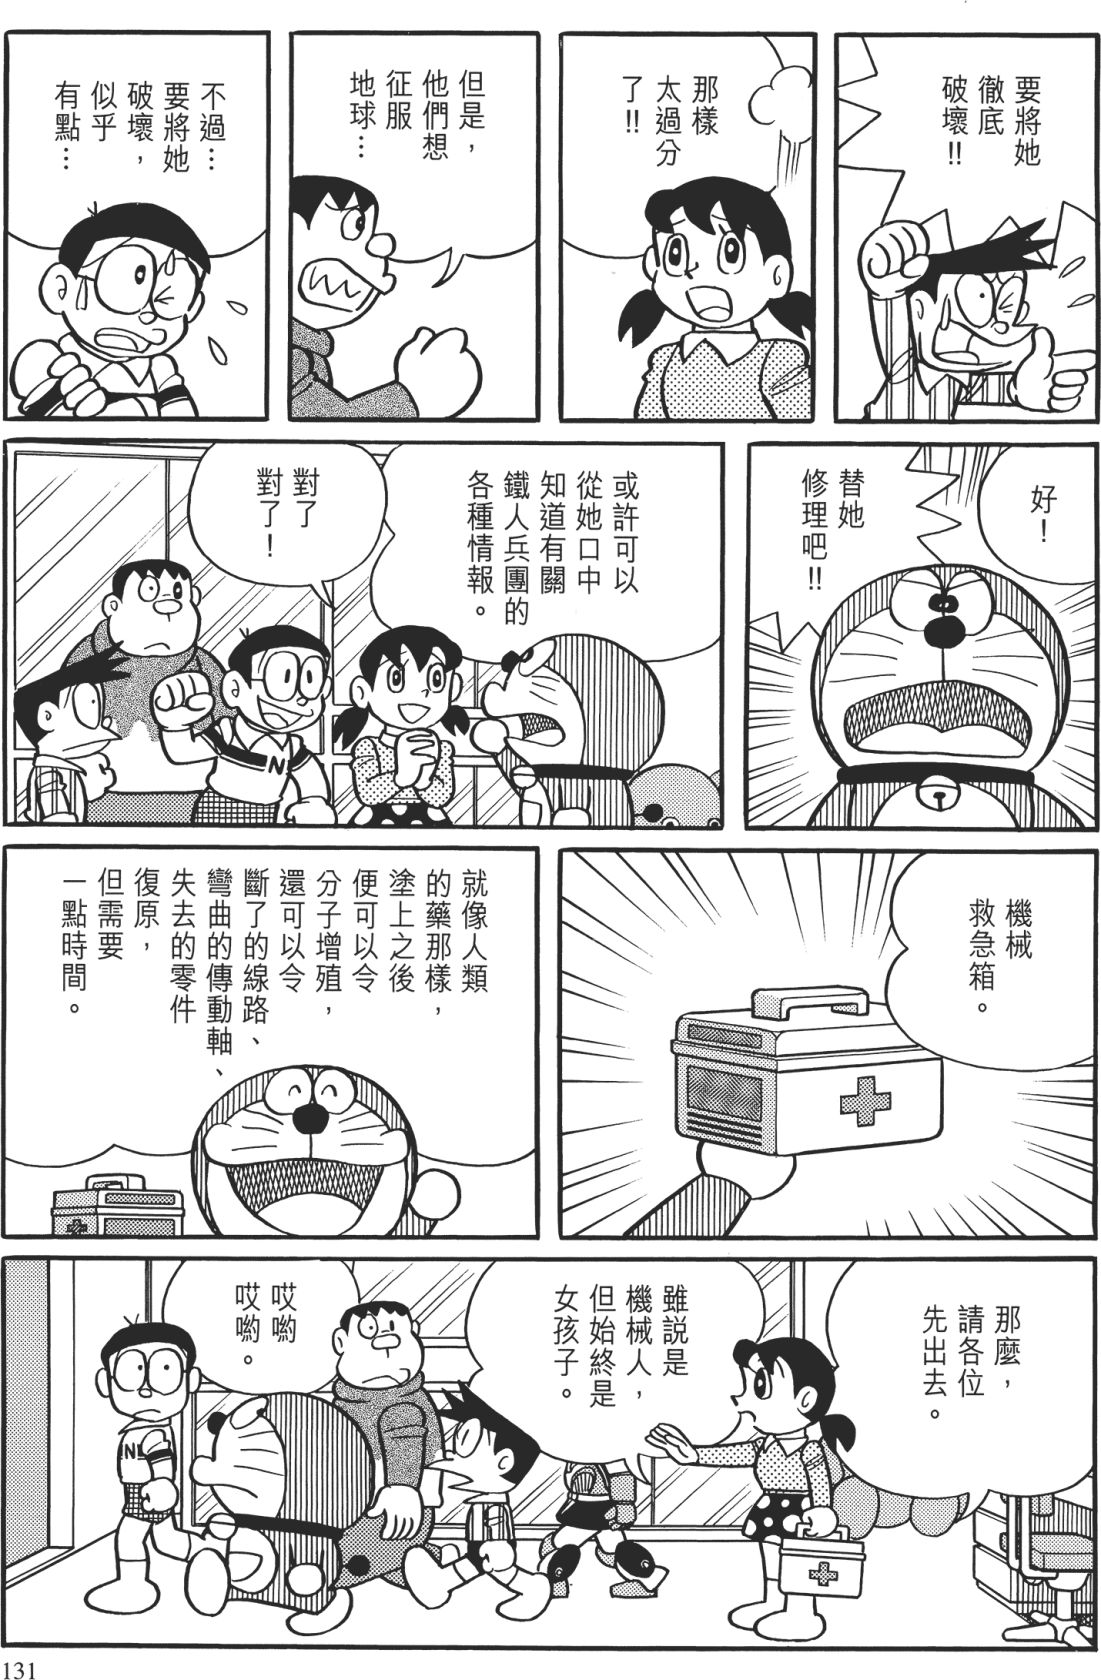 要將她
徹底
破壞!!
那樣
太過分
了!!
但是，
他們想
征服
地球…
不過…
要將她
破壞，
似乎
有點…
好！
替她
修理吧!!
或許可以
從她口中
知道有關
鐵人兵團的
各種情報。
對了
對了！
機械
救急箱。
就像人類
的藥那樣，
塗上之後
便可以令
分子增殖，
還可以令
斷了的線路、
彎曲的傳動軸、
失去的零件
復原，
但需要
一點時間。
那麼，
請各位
先出去。
雖説是
機械人，
但始終是
女孩子。
哎喲
哎喲。
N
INL
131